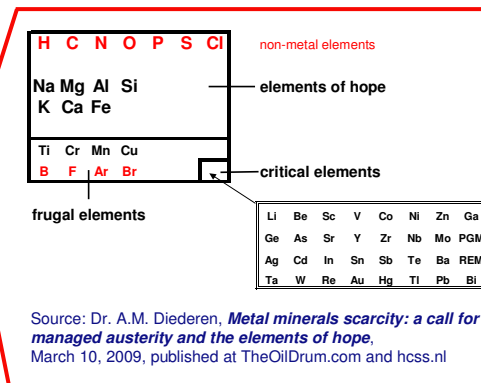 H C N O P S Cl non-metal elements
Na Mg Al Si elements of hope
K Ca Fe
Ti Cr Mn Cu
B F Ar Br critical elements
frugal elements
Li Be Sc V Co Ni Zn Ga
Ge As Sr Y Zr Nb Mo PGM
Ag Cd In Sn Sb Te Ba REM
Ta W Re Au Hg Tl Pb Bi
Source: Dr. A.M. Diederen, Metal minerals scarcity: a call for
managed austerity and the elements of hope,
March 10, 2009, published at TheOilDrum.com and hcss.nl